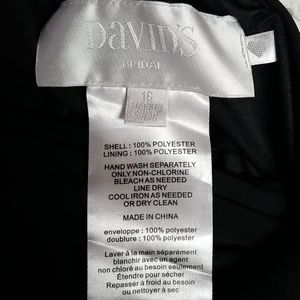 DAVID'S
BRIDAL
16
SHELL : 100% POLYESTER
LINING : 100% POLYESTER
HAND WASH SEPARATELY
ONLY NON-CHLORINE
BLEACH AS NEEDED
LINE DRY
COOL IRON AS NEEDED
OR DRY CLEAN
MADE IN CHINA
enveloppe : 100% polyester
doublure : 100% polyester
Laver à la main séparément
blanchir avec un agent
non chloré au besoin seulement
Étendre pour sécher
Repasser à froid au besoin
ou nettoyer à sec